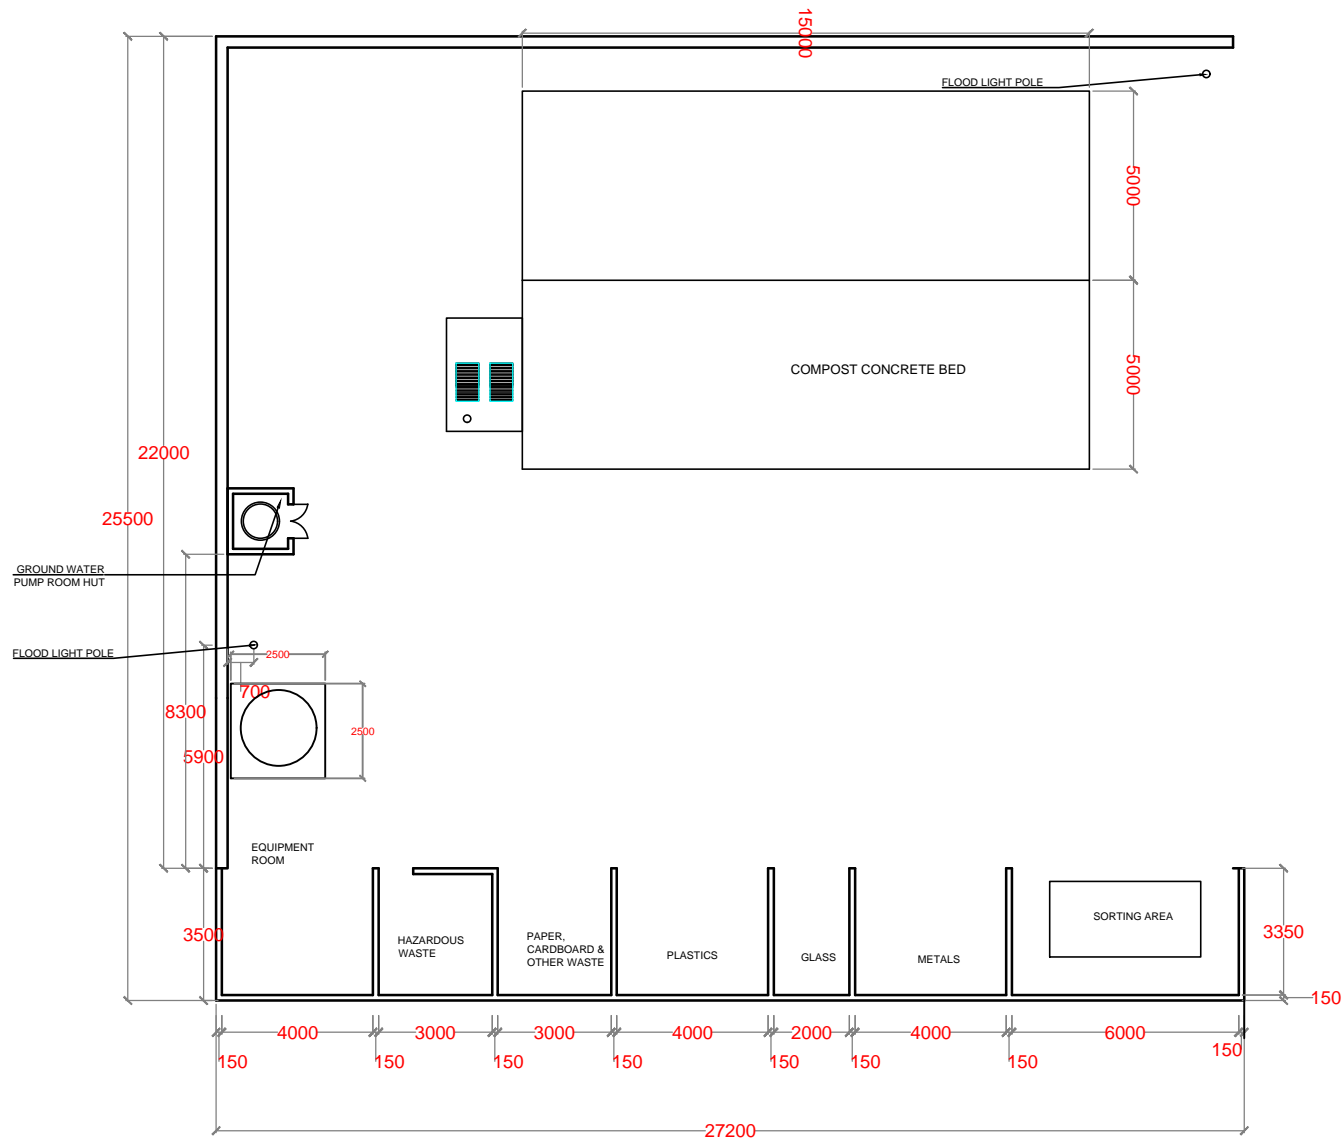 15000
FLOOD LIGHT POLE
5000
5000
COMPOST CONCRETE BED
22000
25500
GROUND WATER
PUMP ROOM HUT
FLOOD LIGHT POLE
2500
700
8300
2500
5900
EQUIPMENT
ROOM
3500
HAZARDOUS
WASTE
PAPER,
CARDBOARD &
OTHER WASTE
PLASTICS
GLASS
METALS
SORTING AREA
3350
150
4000
3000
3000
4000
2000
4000
6000
150
150
150
150
150
150
150
150
27200